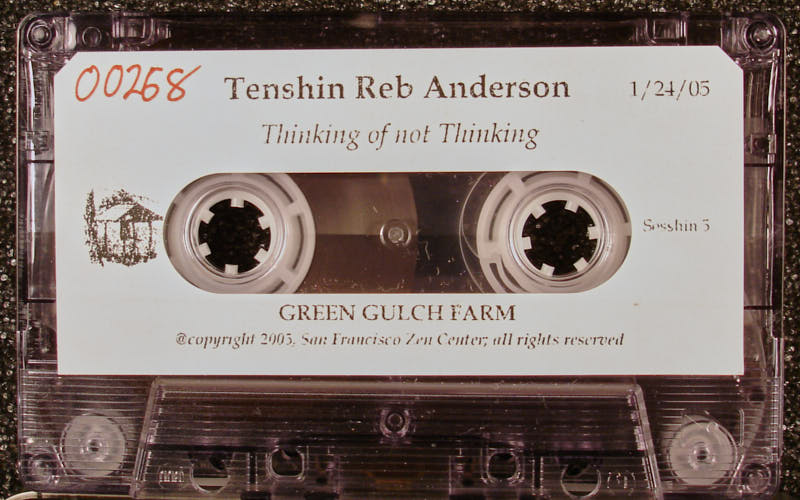 00268
Tenshin Reb Anderson
1/24/05
Thinking of not Thinking
Sesshin 5
GREEN GULCH FARM
@copyright 2005, San Francisco Zen Center; all rights reserved